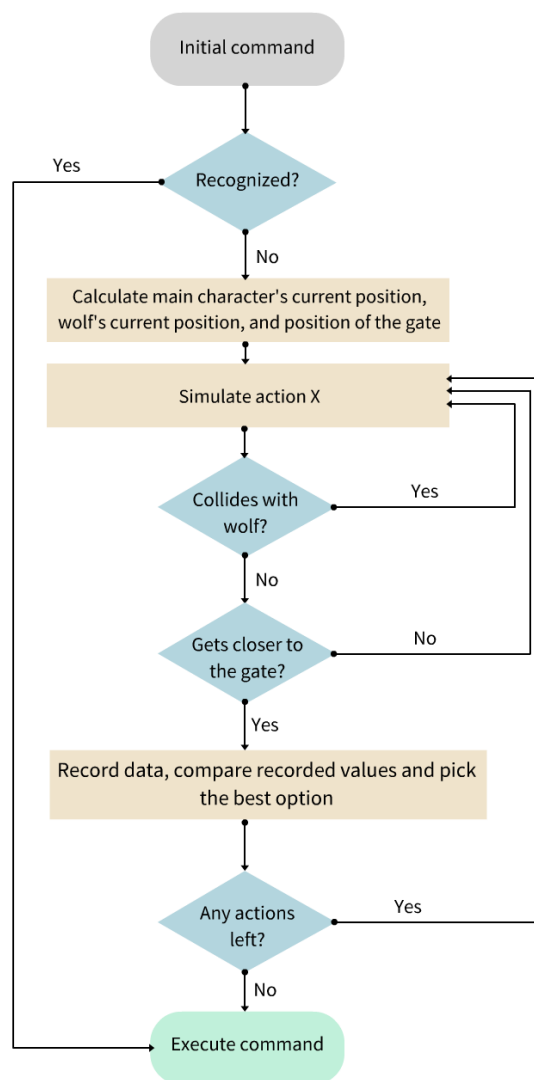 Initial command
Yes
Recognized?
No
Calculate main character's current position,
wolf's current position, and position of the gate
Simulate action X
Collides with
wolf?
Yes
No
Gets closer to
the gate?
No
Yes
Record data, compare recorded values and pick
the best option
Any actions
left?
Yes
No
Execute command